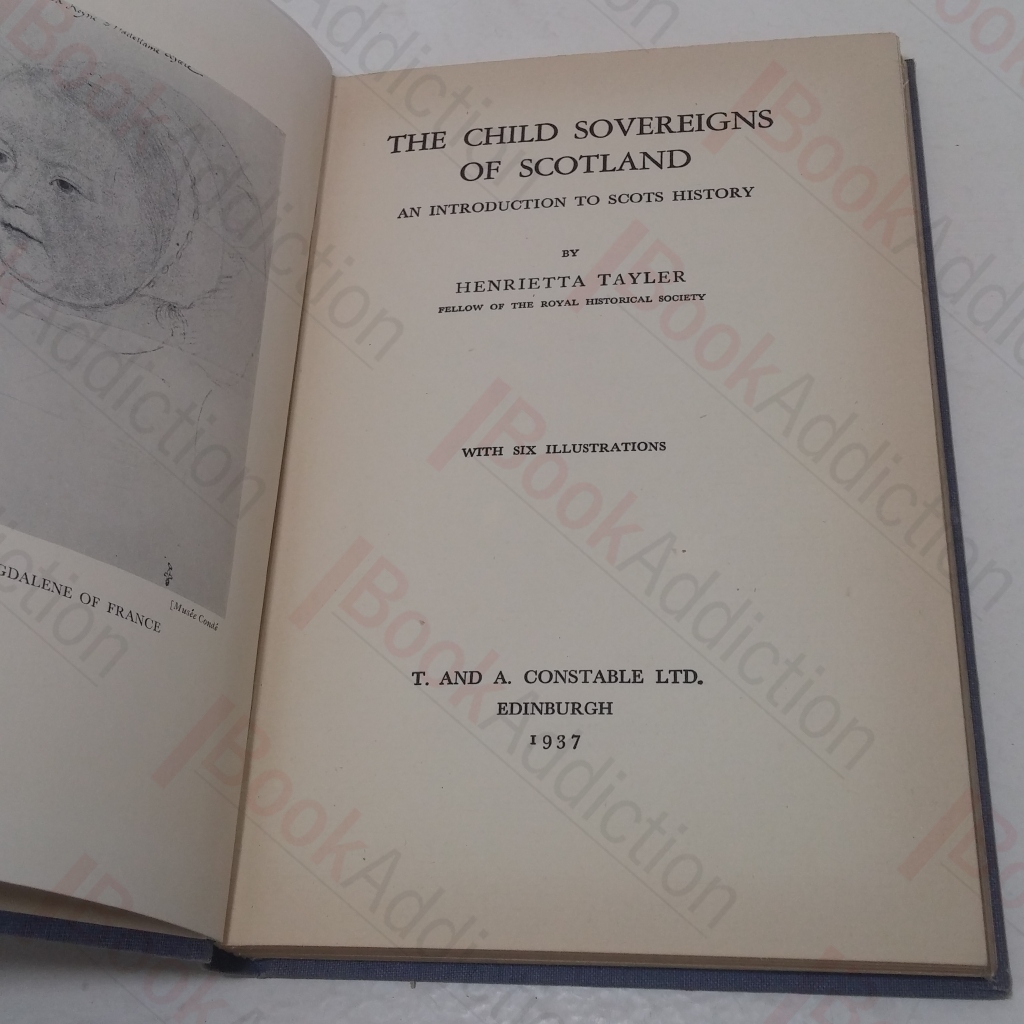 GDALENE OF FRANCE
[Musée Condé
THE CHILD SOVEREIGNS
OF SCOTLAND
AN INTRODUCTION TO SCOTS HISTORY
BY
HENRIETTA TAYLER
FELLOW OF THE ROYAL HISTORICAL SOCIETY
WITH SIX ILLUSTRATIONS
T. AND A. CONSTABLE LTD.
EDINBURGH
1937
BookAddiction